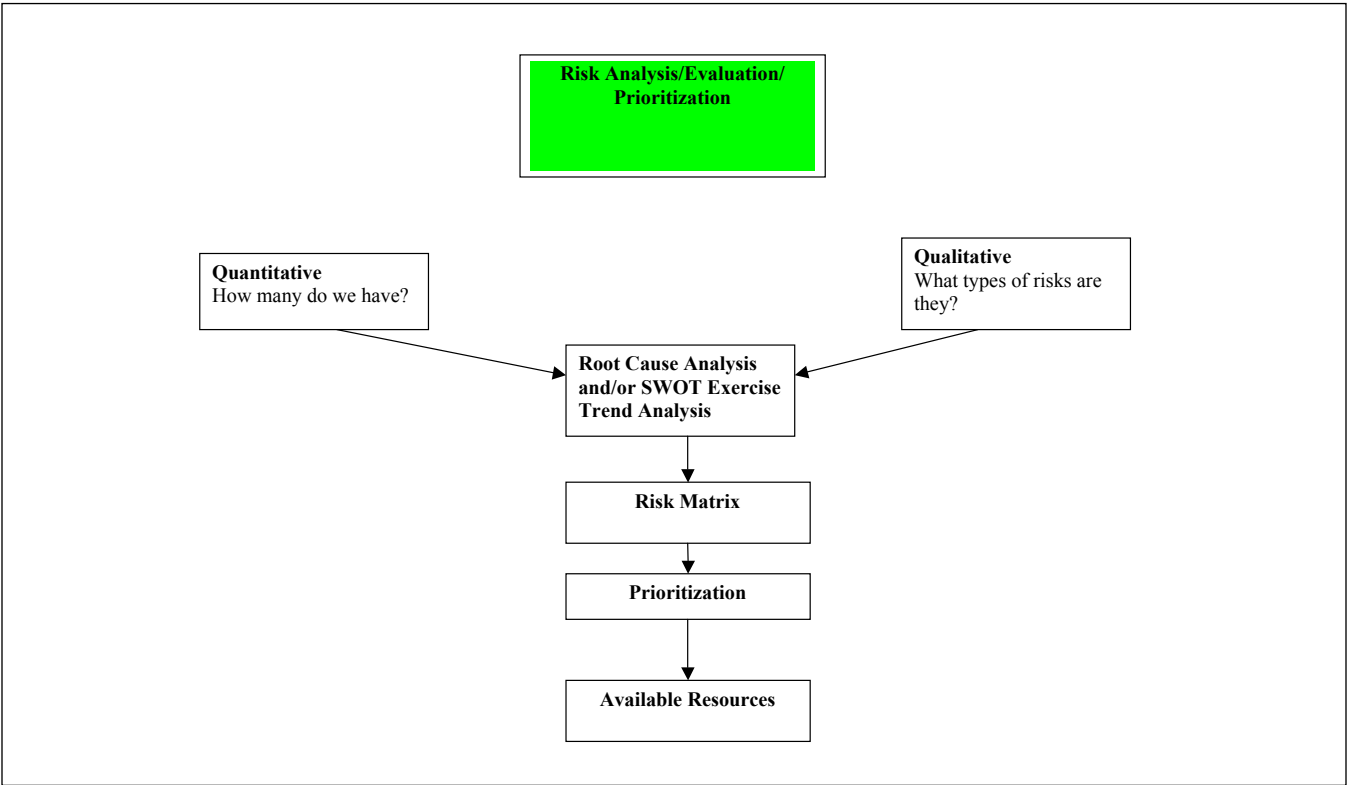 Risk Analysis/Evaluation/
Prioritization
Quantitative
How many do we have?
Qualitative
What types of risks are
they?
Root Cause Analysis
and/or SWOT Exercise
Trend Analysis
Risk Matrix
Prioritization
Available Resources